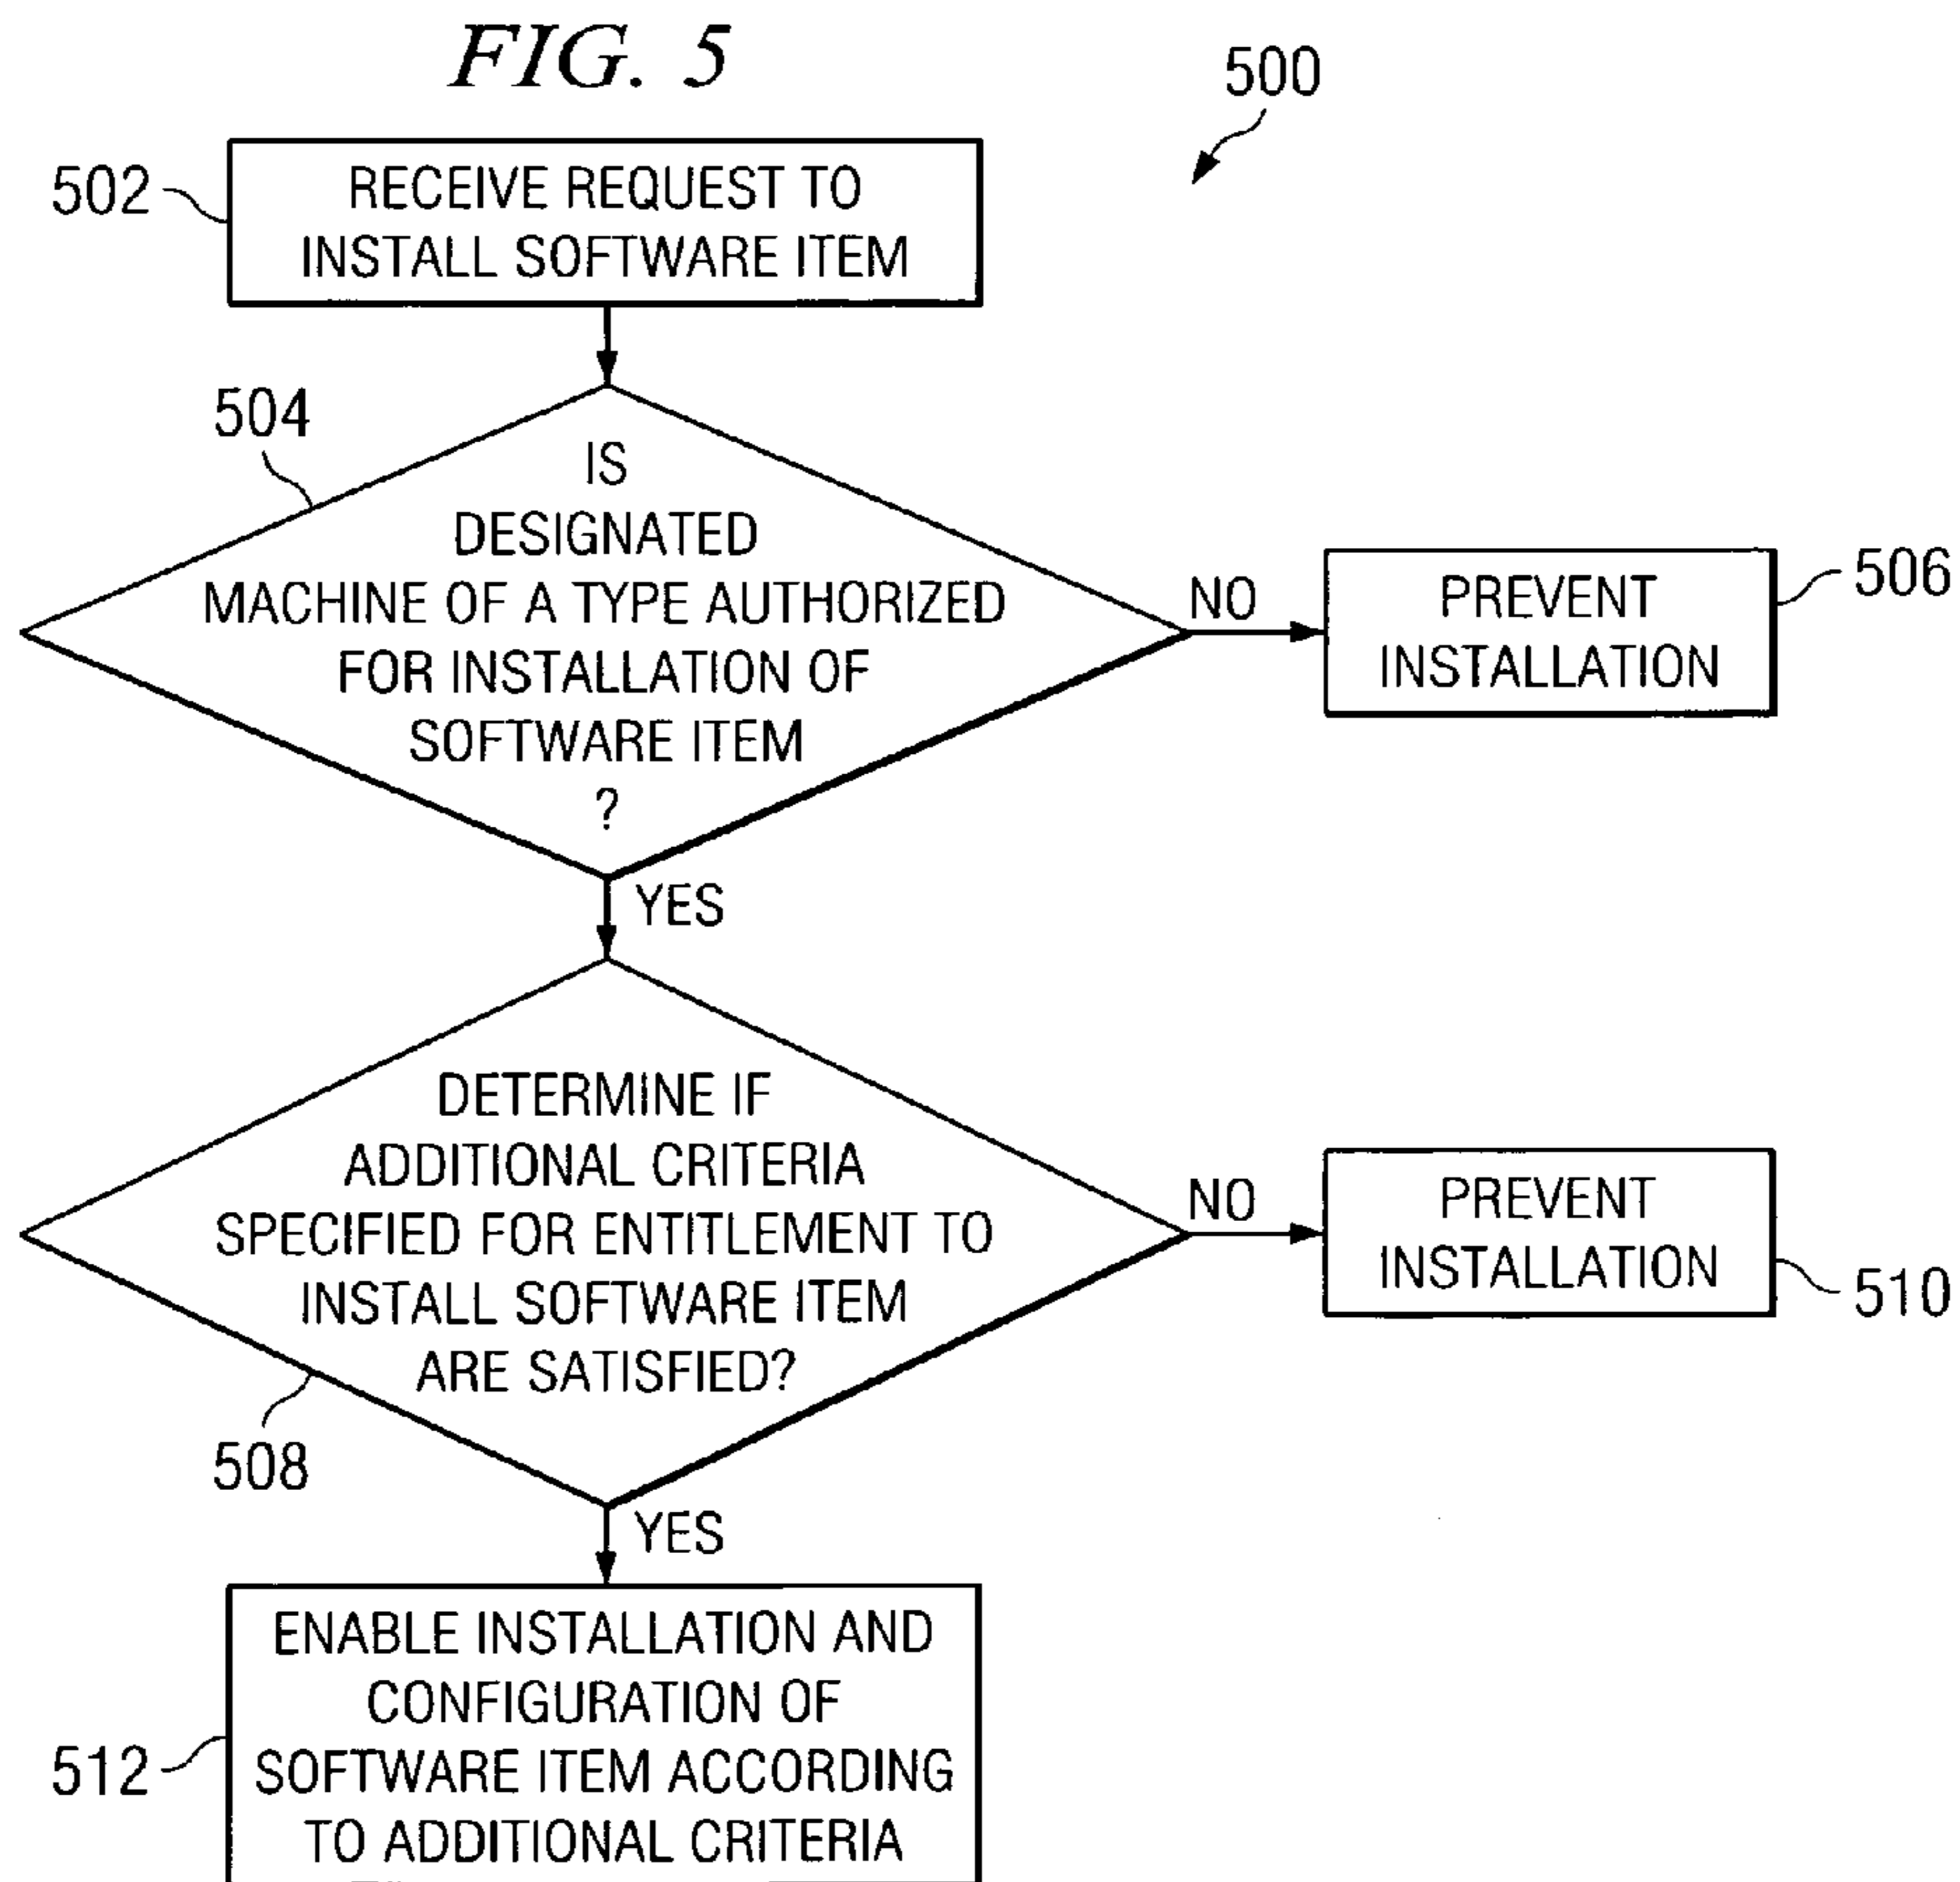 FIG. 5
500
502
RECEIVE REQUEST TO
INSTALL SOFTWARE ITEM
504
IS
DESIGNATED
MACHINE OF A TYPE AUTHORIZED
FOR INSTALLATION OF
SOFTWARE ITEM
?
NO
PREVENT
INSTALLATION
506
YES
DETERMINE IF
ADDITIONAL CRITERIA
SPECIFIED FOR ENTITLEMENT TO
INSTALL SOFTWARE ITEM
ARE SATISFIED?
508
NO
PREVENT
INSTALLATION
510
YES
ENABLE INSTALLATION AND
CONFIGURATION OF
SOFTWARE ITEM ACCORDING
TO ADDITIONAL CRITERIA
512